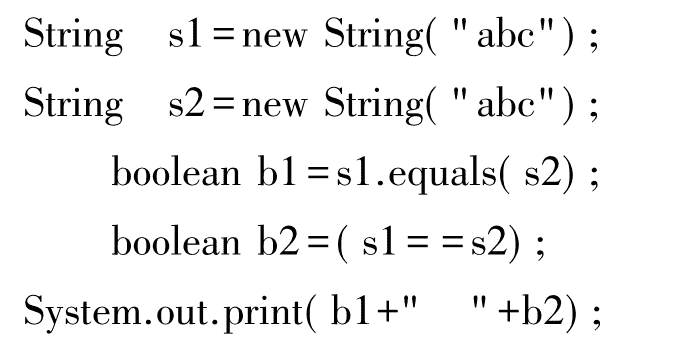 String  s1=new String("abc");
String  s2=new String("abc");
boolean b1=s1.equals(s2);
boolean b2=(s1==s2);
System.out.print(b1+"  "+b2);